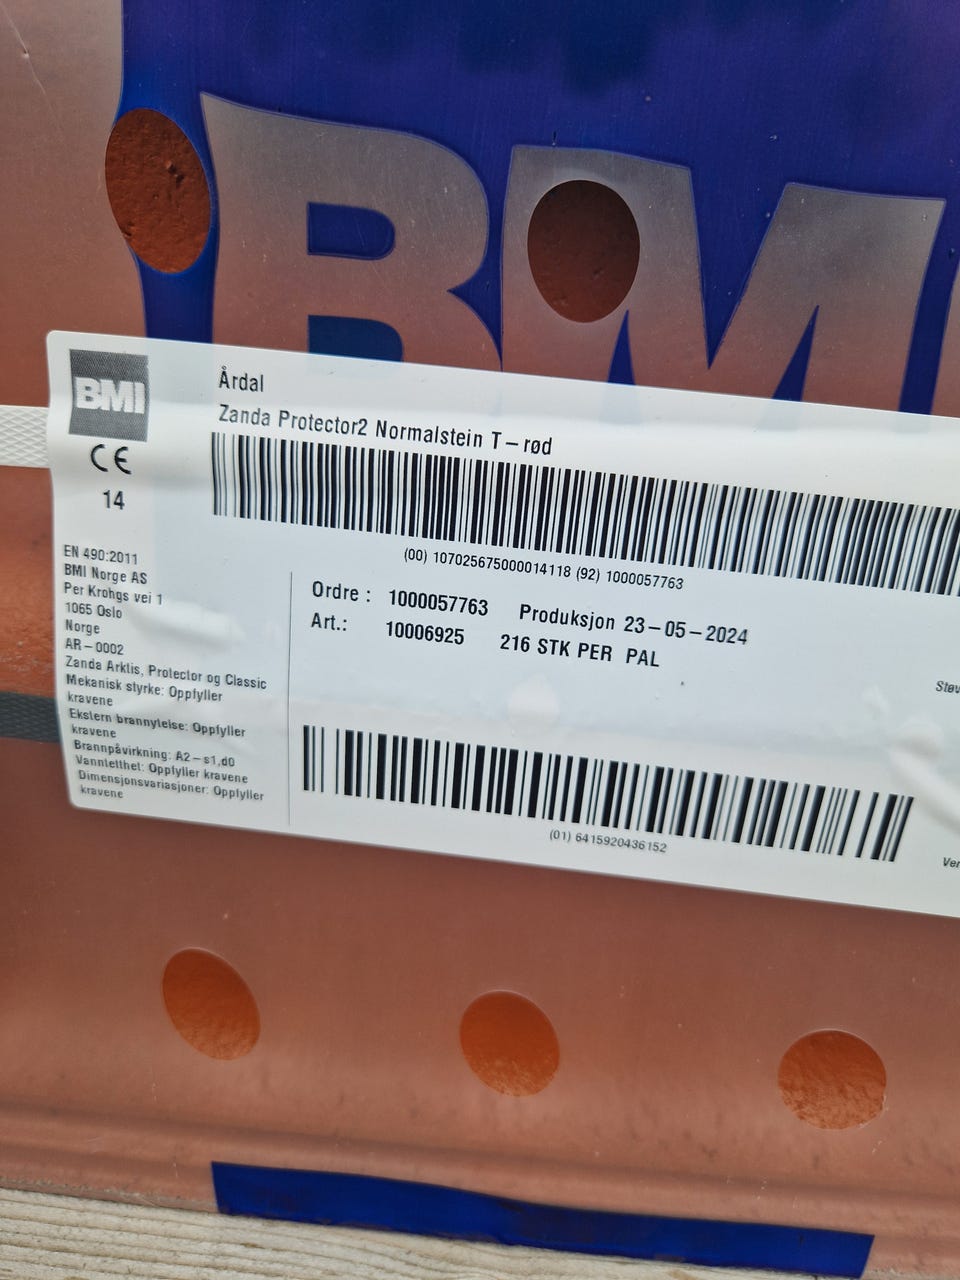 BMI
BMI
CE
14
Årdal
Zanda Protector2 Normalstein T-rød
(00) 107025675000014118 (92) 1000057763
EN 490:2011
BMI Norge AS
Per Krohgs vei 1
1065 Oslo
Norge
AR-0002
Zanda Arktis, Protector og Classic
Mekanisk styrke: Oppfyller
kravene
Ekstern brannytelse: Oppfyller
kravene
Brannpåvirkning: A2-s1,d0
Vanntetthet: Oppfyller kravene
Dimensjonsvariasjoner: Oppfyller
kravene
Ordre : 1000057763 Produksjon 23-05-2024
Art.: 10006925 216 STK PER PAL
(01) 6415920436152